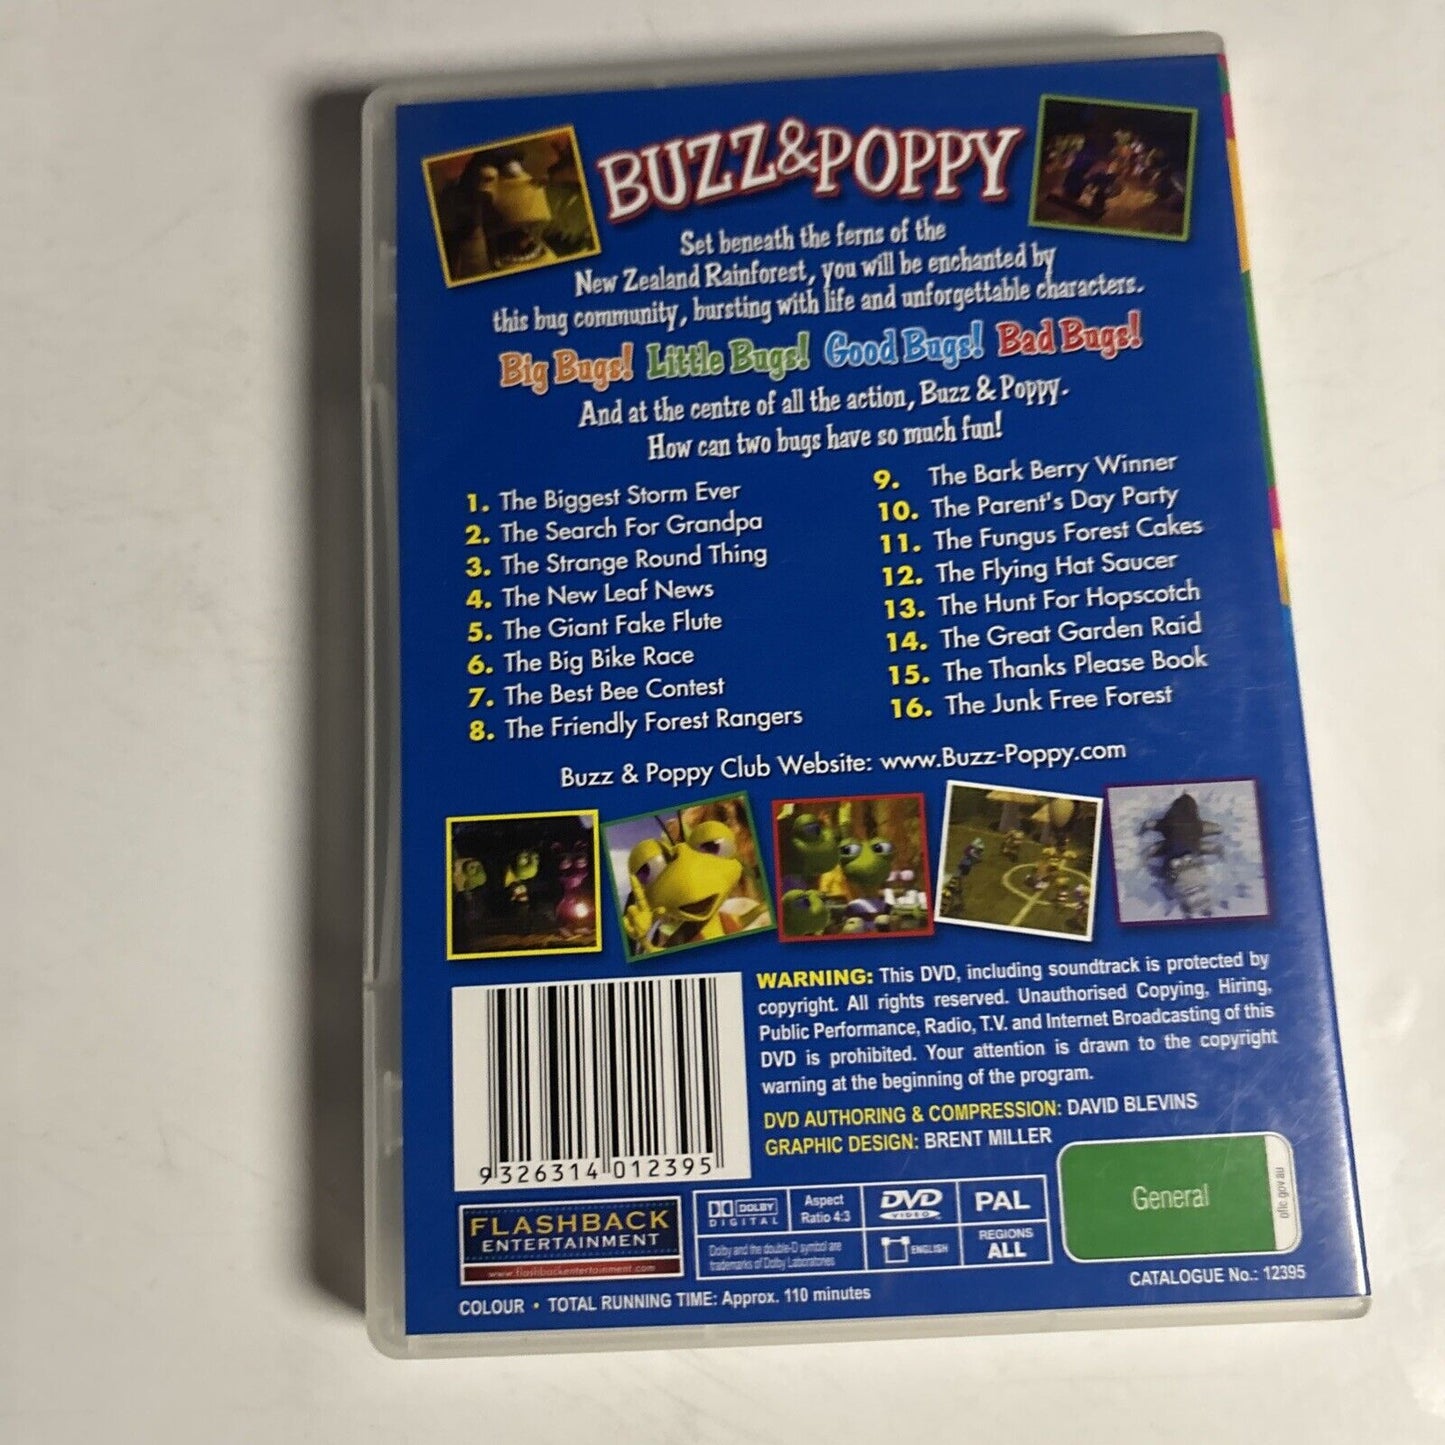 BUZZ&POPPY
Set beneath the ferns of the
New Zealand Rainforest, you will be enchanted by
this bug community, bursting with life and unforgettable characters.
Big Bugs! Little Bugs! Good Bugs! Bad Bugs!
And at the centre of all the action, Buzz & Poppy.
How can two bugs have so much fun!
1. The Biggest Storm Ever
2. The Search For Grandpa
3. The Strange Round Thing
4. The New Leaf News
5. The Giant Fake Flute
6. The Big Bike Race
7. The Best Bee Contest
8. The Friendly Forest Rangers
9. The Bark Berry Winner
10. The Parent's Day Party
11. The Fungus Forest Cakes
12. The Flying Hat Saucer
13. The Hunt For Hopscotch
14. The Great Garden Raid
15. The Thanks Please Book
16. The Junk Free Forest
Buzz & Poppy Club Website: www.Buzz-Poppy.com
WARNING: This DVD, including soundtrack is protected by
copyright. All rights reserved. Unauthorised Copying, Hiring,
Public Performance, Radio, T.V. and Internet Broadcasting of this
DVD is prohibited. Your attention is drawn to the copyright
warning at the beginning of the program.
DVD AUTHORING & COMPRESSION: DAVID BLEVINS
GRAPHIC DESIGN: BRENT MILLER
9 326314 012395
FLASHBACK
ENTERTAINMENT
www.flashbackentertainment.com
DOLBY
DIGITAL
Aspect
Ratio 4:3
Dolby and the double-D symbol are
trademarks of Dolby Laboratories
DVD
VIDEO
ENGLISH
PAL
REGIONS
ALL
General
oflc.gov.au
COLOUR • TOTAL RUNNING TIME: Approx. 110 minutes
CATALOGUE No.: 12395